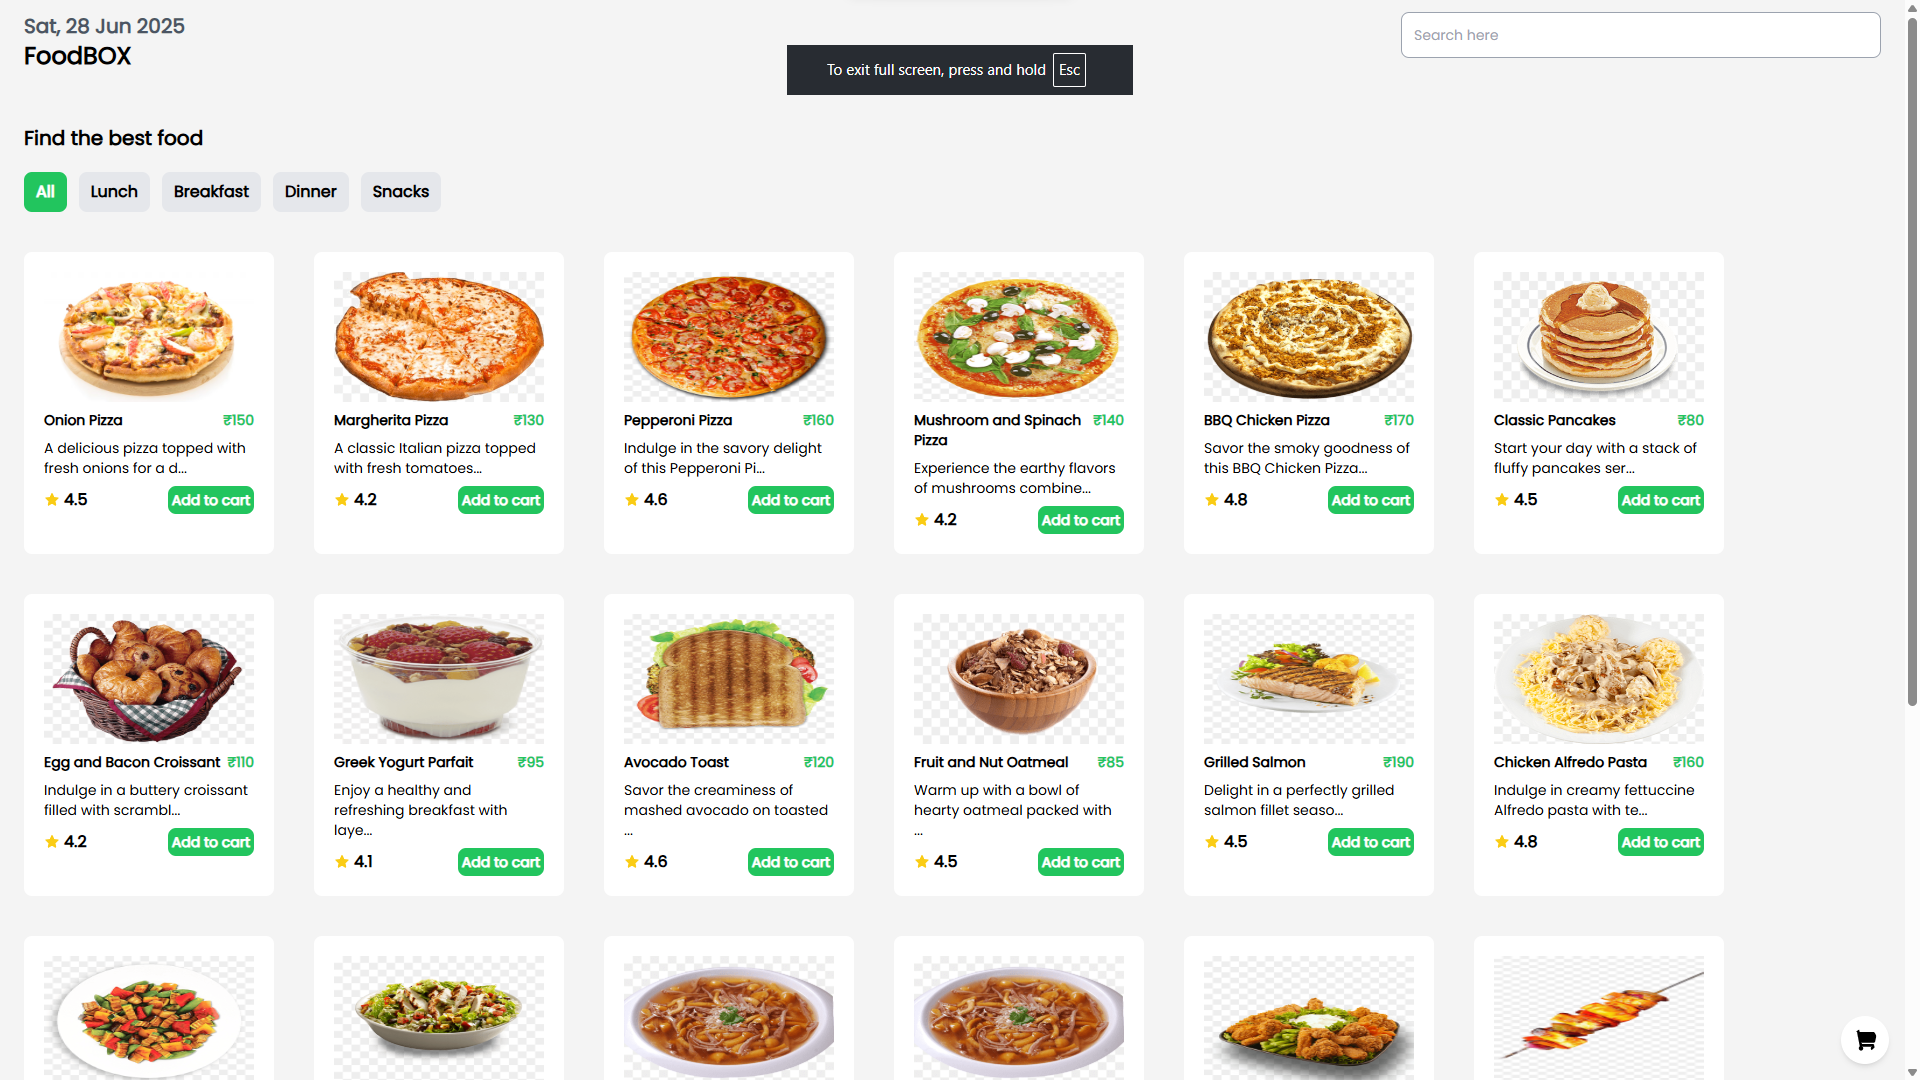 Sat, 28 Jun 2025
FoodBOX
Search here
To exit full screen, press and hold Esc
Find the best food
All Lunch Breakfast Dinner Snacks
Onion Pizza ₹150
A delicious pizza topped with
fresh onions for a d...
4.5 Add to cart
Margherita Pizza ₹130
A classic Italian pizza topped
with fresh tomatoes...
4.2 Add to cart
Pepperoni Pizza ₹160
Indulge in the savory delight
of this Pepperoni Pi...
4.6 Add to cart
Mushroom and Spinach ₹140
Pizza
Experience the earthy flavors
of mushrooms combine...
4.2 Add to cart
BBQ Chicken Pizza ₹170
Savor the smoky goodness of
this BBQ Chicken Pizza...
4.8 Add to cart
Classic Pancakes ₹80
Start your day with a stack of
fluffy pancakes ser...
4.5 Add to cart
Egg and Bacon Croissant ₹110
Indulge in a buttery croissant
filled with scrambl...
4.2 Add to cart
Greek Yogurt Parfait ₹95
Enjoy a healthy and
refreshing breakfast with
laye...
4.1 Add to cart
Avocado Toast ₹120
Savor the creaminess of
mashed avocado on toasted
...
4.6 Add to cart
Fruit and Nut Oatmeal ₹85
Warm up with a bowl of
hearty oatmeal packed with
...
4.5 Add to cart
Grilled Salmon ₹190
Delight in a perfectly grilled
salmon fillet seaso...
4.5 Add to cart
Chicken Alfredo Pasta ₹160
Indulge in creamy fettuccine
Alfredo pasta with te...
4.8 Add to cart